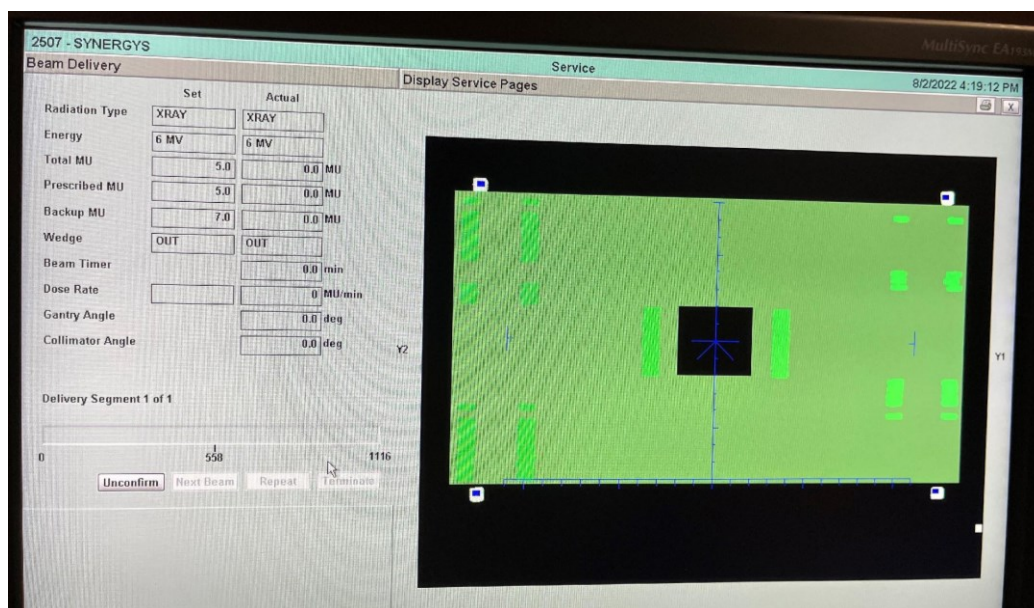 MultiSync EA
2507 - SYNERGYS
Service
8/2/2022 4:19:12 PM
Beam Delivery
Display Service Pages
X
Set Actual
Radiation Type XRAY XRAY
Energy 6 MV 6 MV
Total MU 5.0 0.0 MU
Prescribed MU 5.0 0.0 MU
Backup MU 7.0 0.0 MU
Wedge OUT OUT
Beam Timer 0.0 min
Dose Rate 0 MU/min
Gantry Angle 0.0 deg
Collimator Angle 0.0 deg
Y2
Y1
Delivery Segment 1 of 1
0 558 1116
Unconfirm Next Beam Repeat Terminate